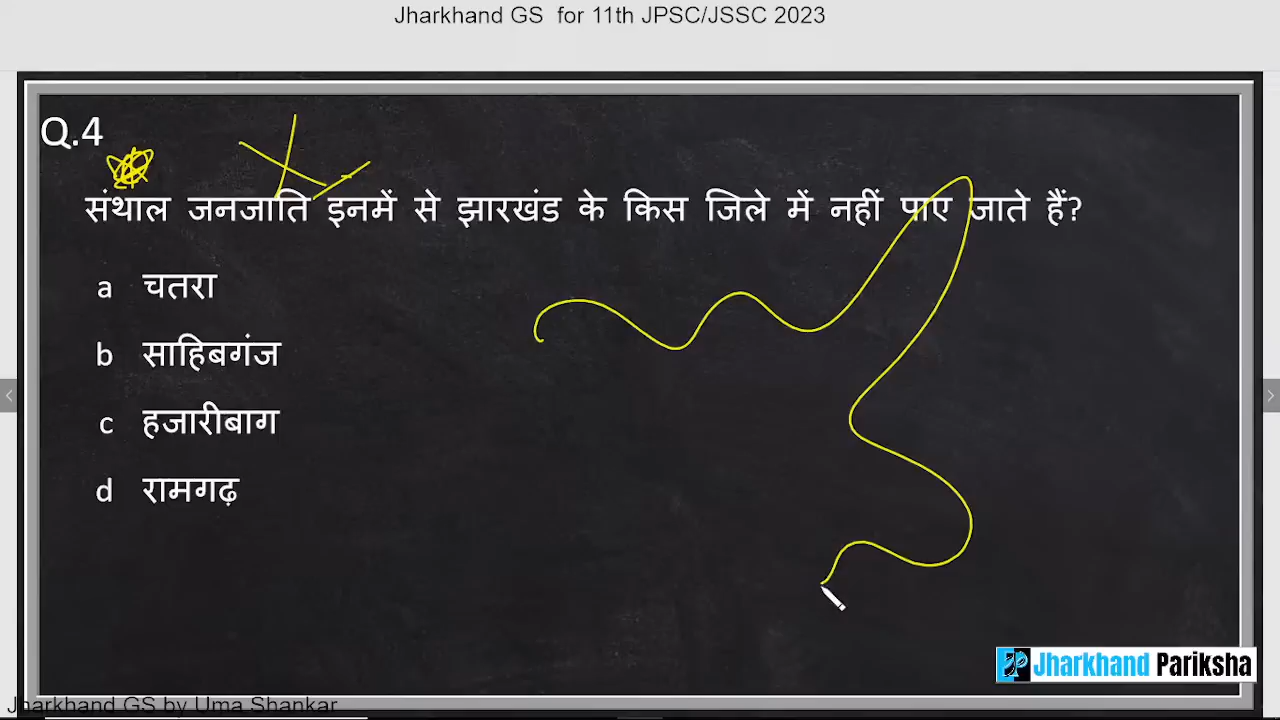 Jharkhand GS for 11th JPSC/JSSC 2023
Q.4
संथाल जनजाति इनमें से झारखंड के किस जिले में नहीं पाए जाते हैं?
a चतरा
b साहिबगंज
c हजारीबाग
d रामगढ़
Jharkhand Pariksha
Jharkhand GS by Uma Shankar